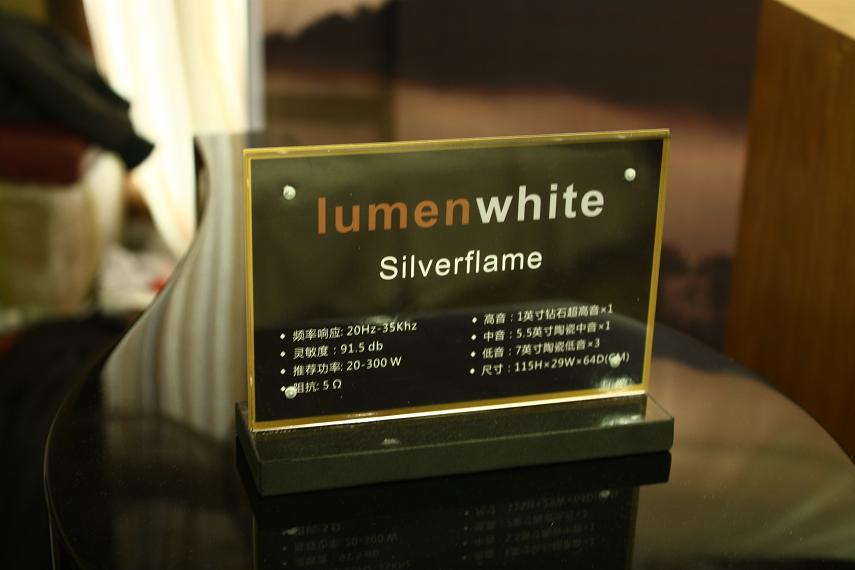 lumenwhite
Silverflame
◆ 频率响应: 20Hz-35Khz
◆ 灵敏度：91.5 db
◆ 推荐功率: 20-300 W
◆ 阻抗: 5 Ω
◆ 高音：1英寸钻石超高音×1
◆ 中音：5.5英寸陶瓷中音×1
◆ 低音：7英寸陶瓷低音×3
◆ 尺寸：115H×29W×64D(CM)